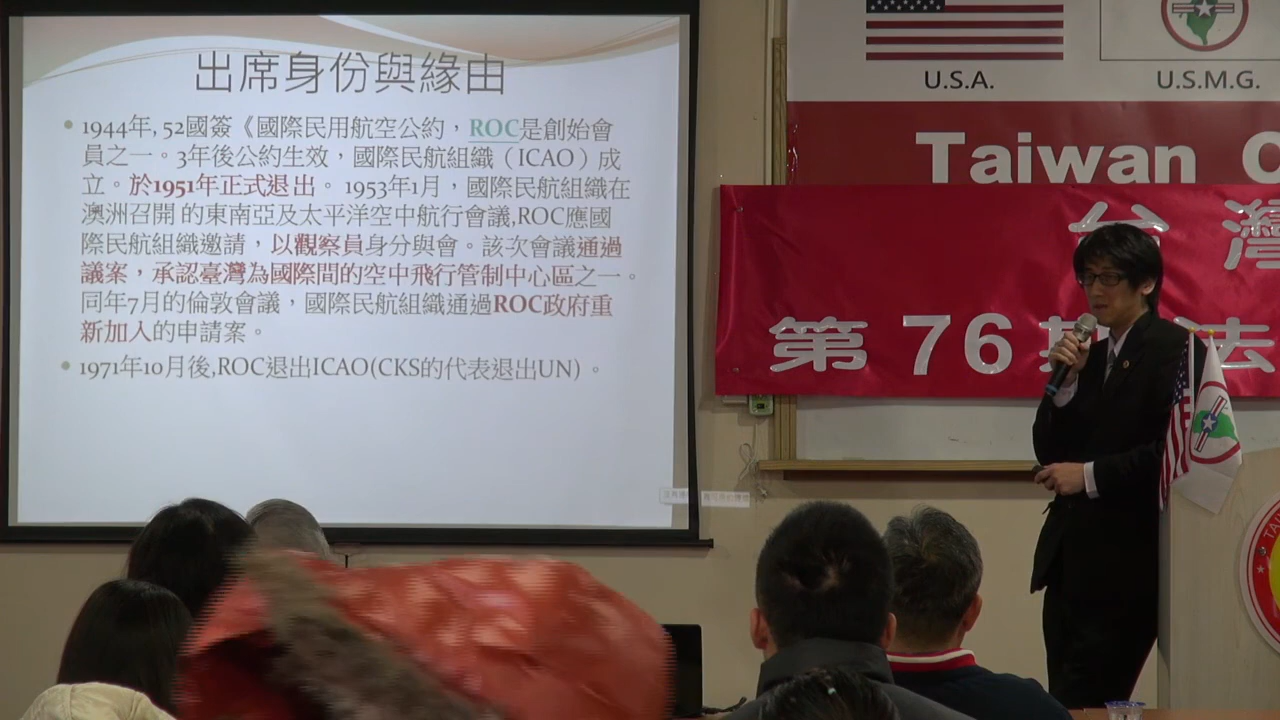 出席身份與緣由
• 1944年, 52國簽《國際民用航空公約，ROC是創始會
員之一。3年後公約生效，國際民航組織（ICAO）成
立。於1951年正式退出。 1953年1月，國際民航組織在
澳洲召開 的東南亞及太平洋空中航行會議,ROC應國
際民航組織邀請，以觀察員身分與會。該次會議通過
議案，承認臺灣為國際間的空中飛行管制中心區之一。
同年7月的倫敦會議，國際民航組織通過ROC政府重
新加入的申請案。
• 1971年10月後,ROC退出ICAO(CKS的代表退出UN) 。
U.S.A.
U.S.M.G.
Taiwan
台灣
第76期法